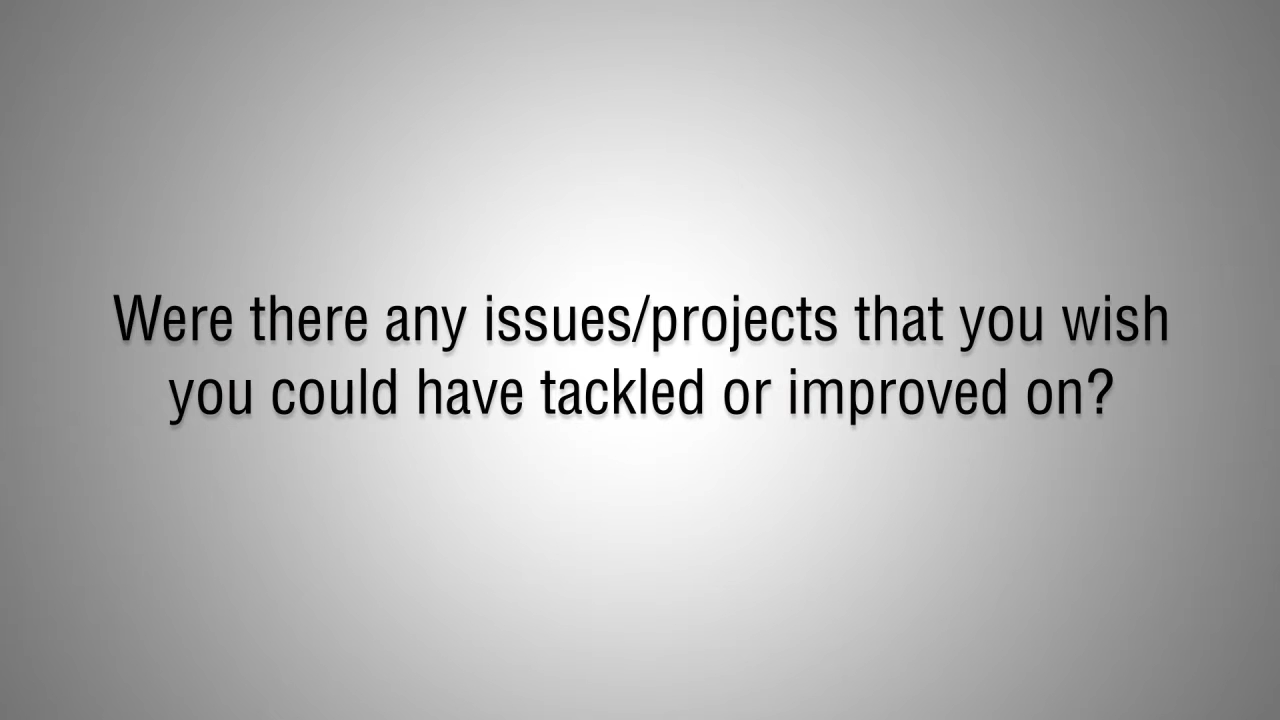 Were there any issues/projects that you wish
you could have tackled or improved on?